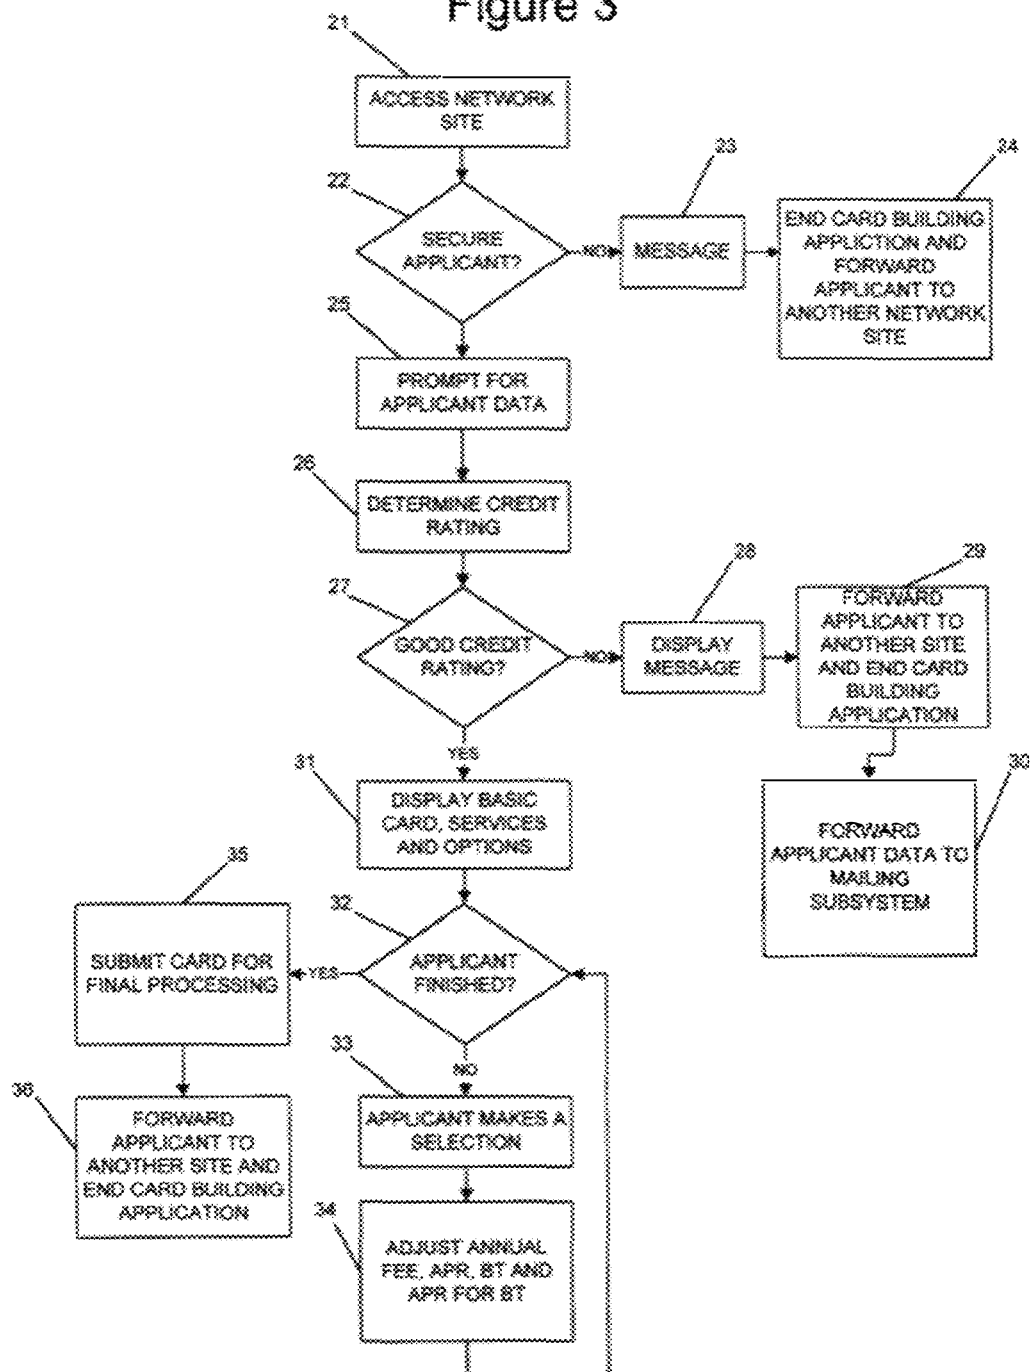 Figure 3
21
ACCESS NETWORK
SITE
22
SECURE
APPLICANT?
NO
23
MESSAGE
24
END CARD BUILDING
APPLICTION AND
FORWARD
APPLICANT TO
ANOTHER NETWORK
SITE
25
PROMPT FOR
APPLICANT DATA
26
DETERMINE CREDIT
RATING
27
GOOD CREDIT
RATING?
NO
28
DISPLAY
MESSAGE
29
FORWARD
APPLICANT TO
ANOTHER SITE
AND END CARD
BUILDING
APPLICATION
30
FORWARD
APPLICANT DATA TO
MAILING
SUBSYSTEM
YES
31
DISPLAY BASIC
CARD, SERVICES
AND OPTIONS
32
APPLICANT
FINISHED?
YES
35
SUBMIT CARD FOR
FINAL PROCESSING
36
FORWARD
APPLICANT TO
ANOTHER SITE AND
END CARD BUILDING
APPLICATION
NO
33
APPLICANT MAKES A
SELECTION
34
ADJUST ANNUAL
FEE, APR, BT AND
APR FOR BT